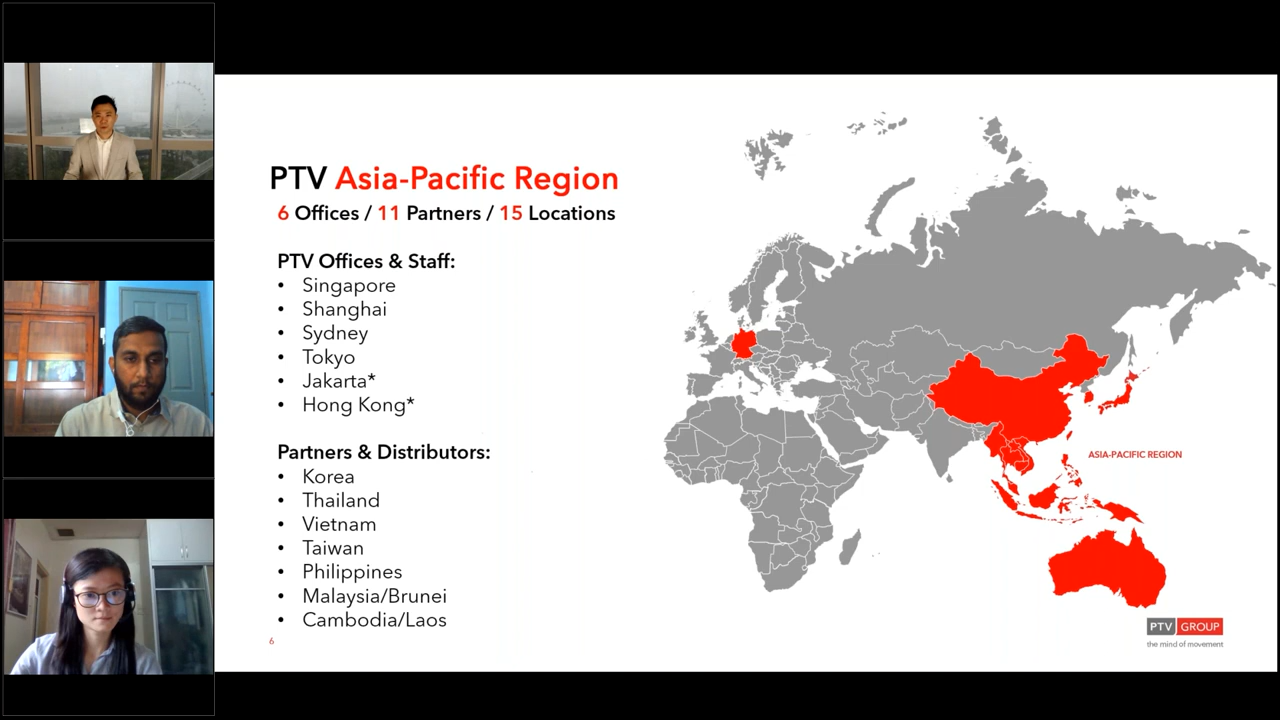 PTV Asia-Pacific Region
6 Offices / 11 Partners / 15 Locations
PTV Offices & Staff:
• Singapore
• Shanghai
• Sydney
• Tokyo
• Jakarta*
• Hong Kong*
Partners & Distributors:
• Korea
• Thailand
• Vietnam
• Taiwan
• Philippines
• Malaysia/Brunei
• Cambodia/Laos
6
ASIA-PACIFIC REGION
PTV GROUP
the mind of movement